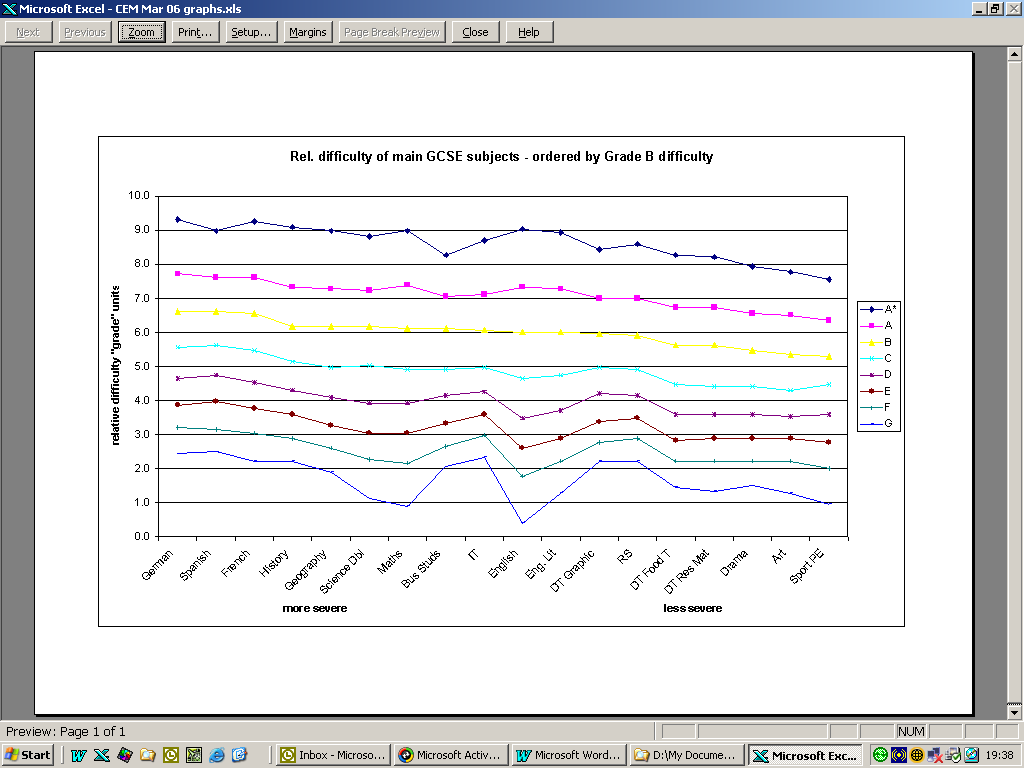 Microsoft Excel - CEM Mar 06 graphs.xls
Next Previous Zoom Print... Setup... Margins Page Break Preview Close Help
Rel. difficulty of main GCSE subjects - ordered by Grade B difficulty
relative difficulty "grade" units
10.0
9.0
8.0
7.0
6.0
5.0
4.0
3.0
2.0
1.0
0.0
A*
A
B
C
D
E
F
G
German Spanish French History Geography Science Dbl Maths Bus Studs IT English Eng. Lit DT Graphic RS DT Food T DT Res Mat Drama Art Sport PE
more severe less severe
Preview: Page 1 of 1 NUM
Start Inbox - Microso... Microsoft Activ... Microsoft Word... D:\My Docume... Microsoft Exc... 19:38